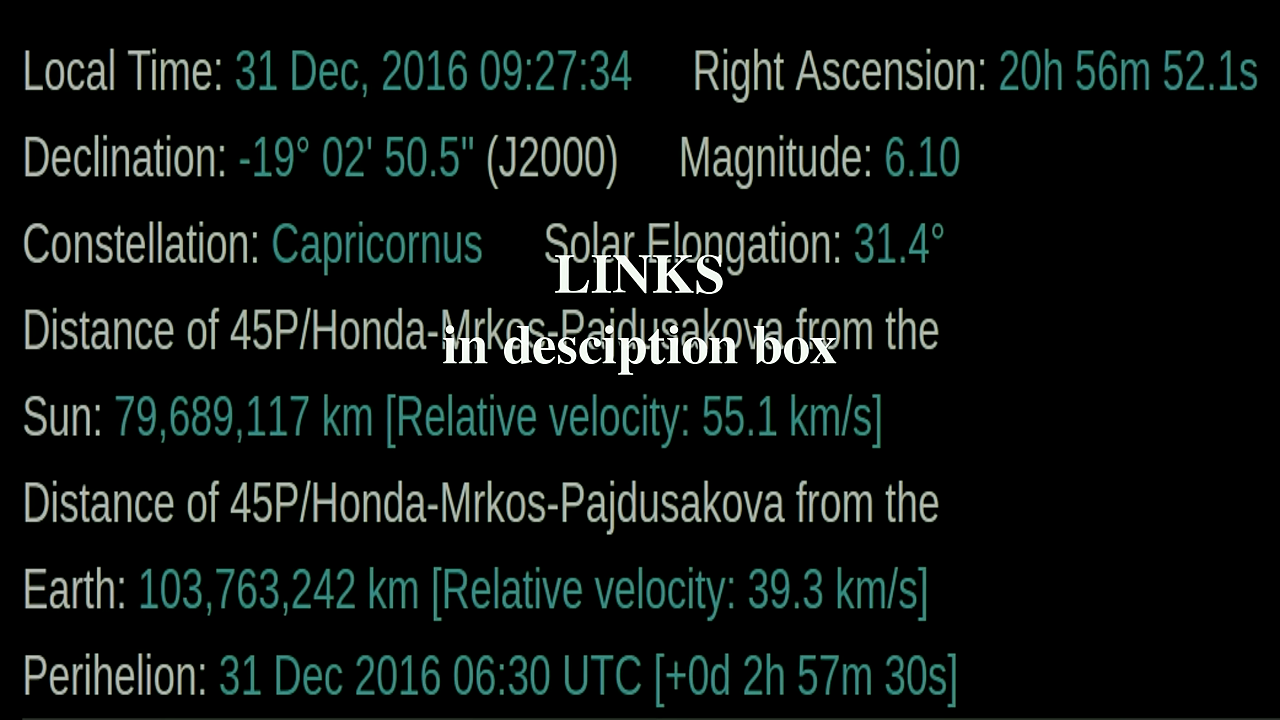 Local Time: 31 Dec, 2016 09:27:34 Right Ascension: 20h 56m 52.1s
Declination: -19° 02' 50.5" (J2000) Magnitude: 6.10
Constellation: Capricornus Solar Elongation: 31.4°
LINKS
Distance of 45P/Honda-Mrkos-Pajdusakova from the
in desciption box
Sun: 79,689,117 km [Relative velocity: 55.1 km/s]
Distance of 45P/Honda-Mrkos-Pajdusakova from the
Earth: 103,763,242 km [Relative velocity: 39.3 km/s]
Perihelion: 31 Dec 2016 06:30 UTC [+0d 2h 57m 30s]